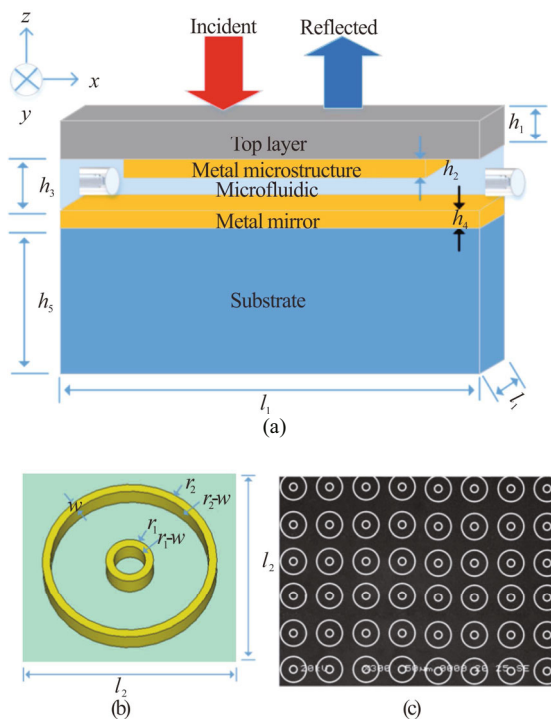 z
x
y
Incident
Reflected
Top layer
h1
Metal microstructure
h2
h3
Microfluidic
Metal mirror
h4
h5
Substrate
l1
(a)
w
r2
r2-w
r1
r1-w
l2
l2
(b)
(c)